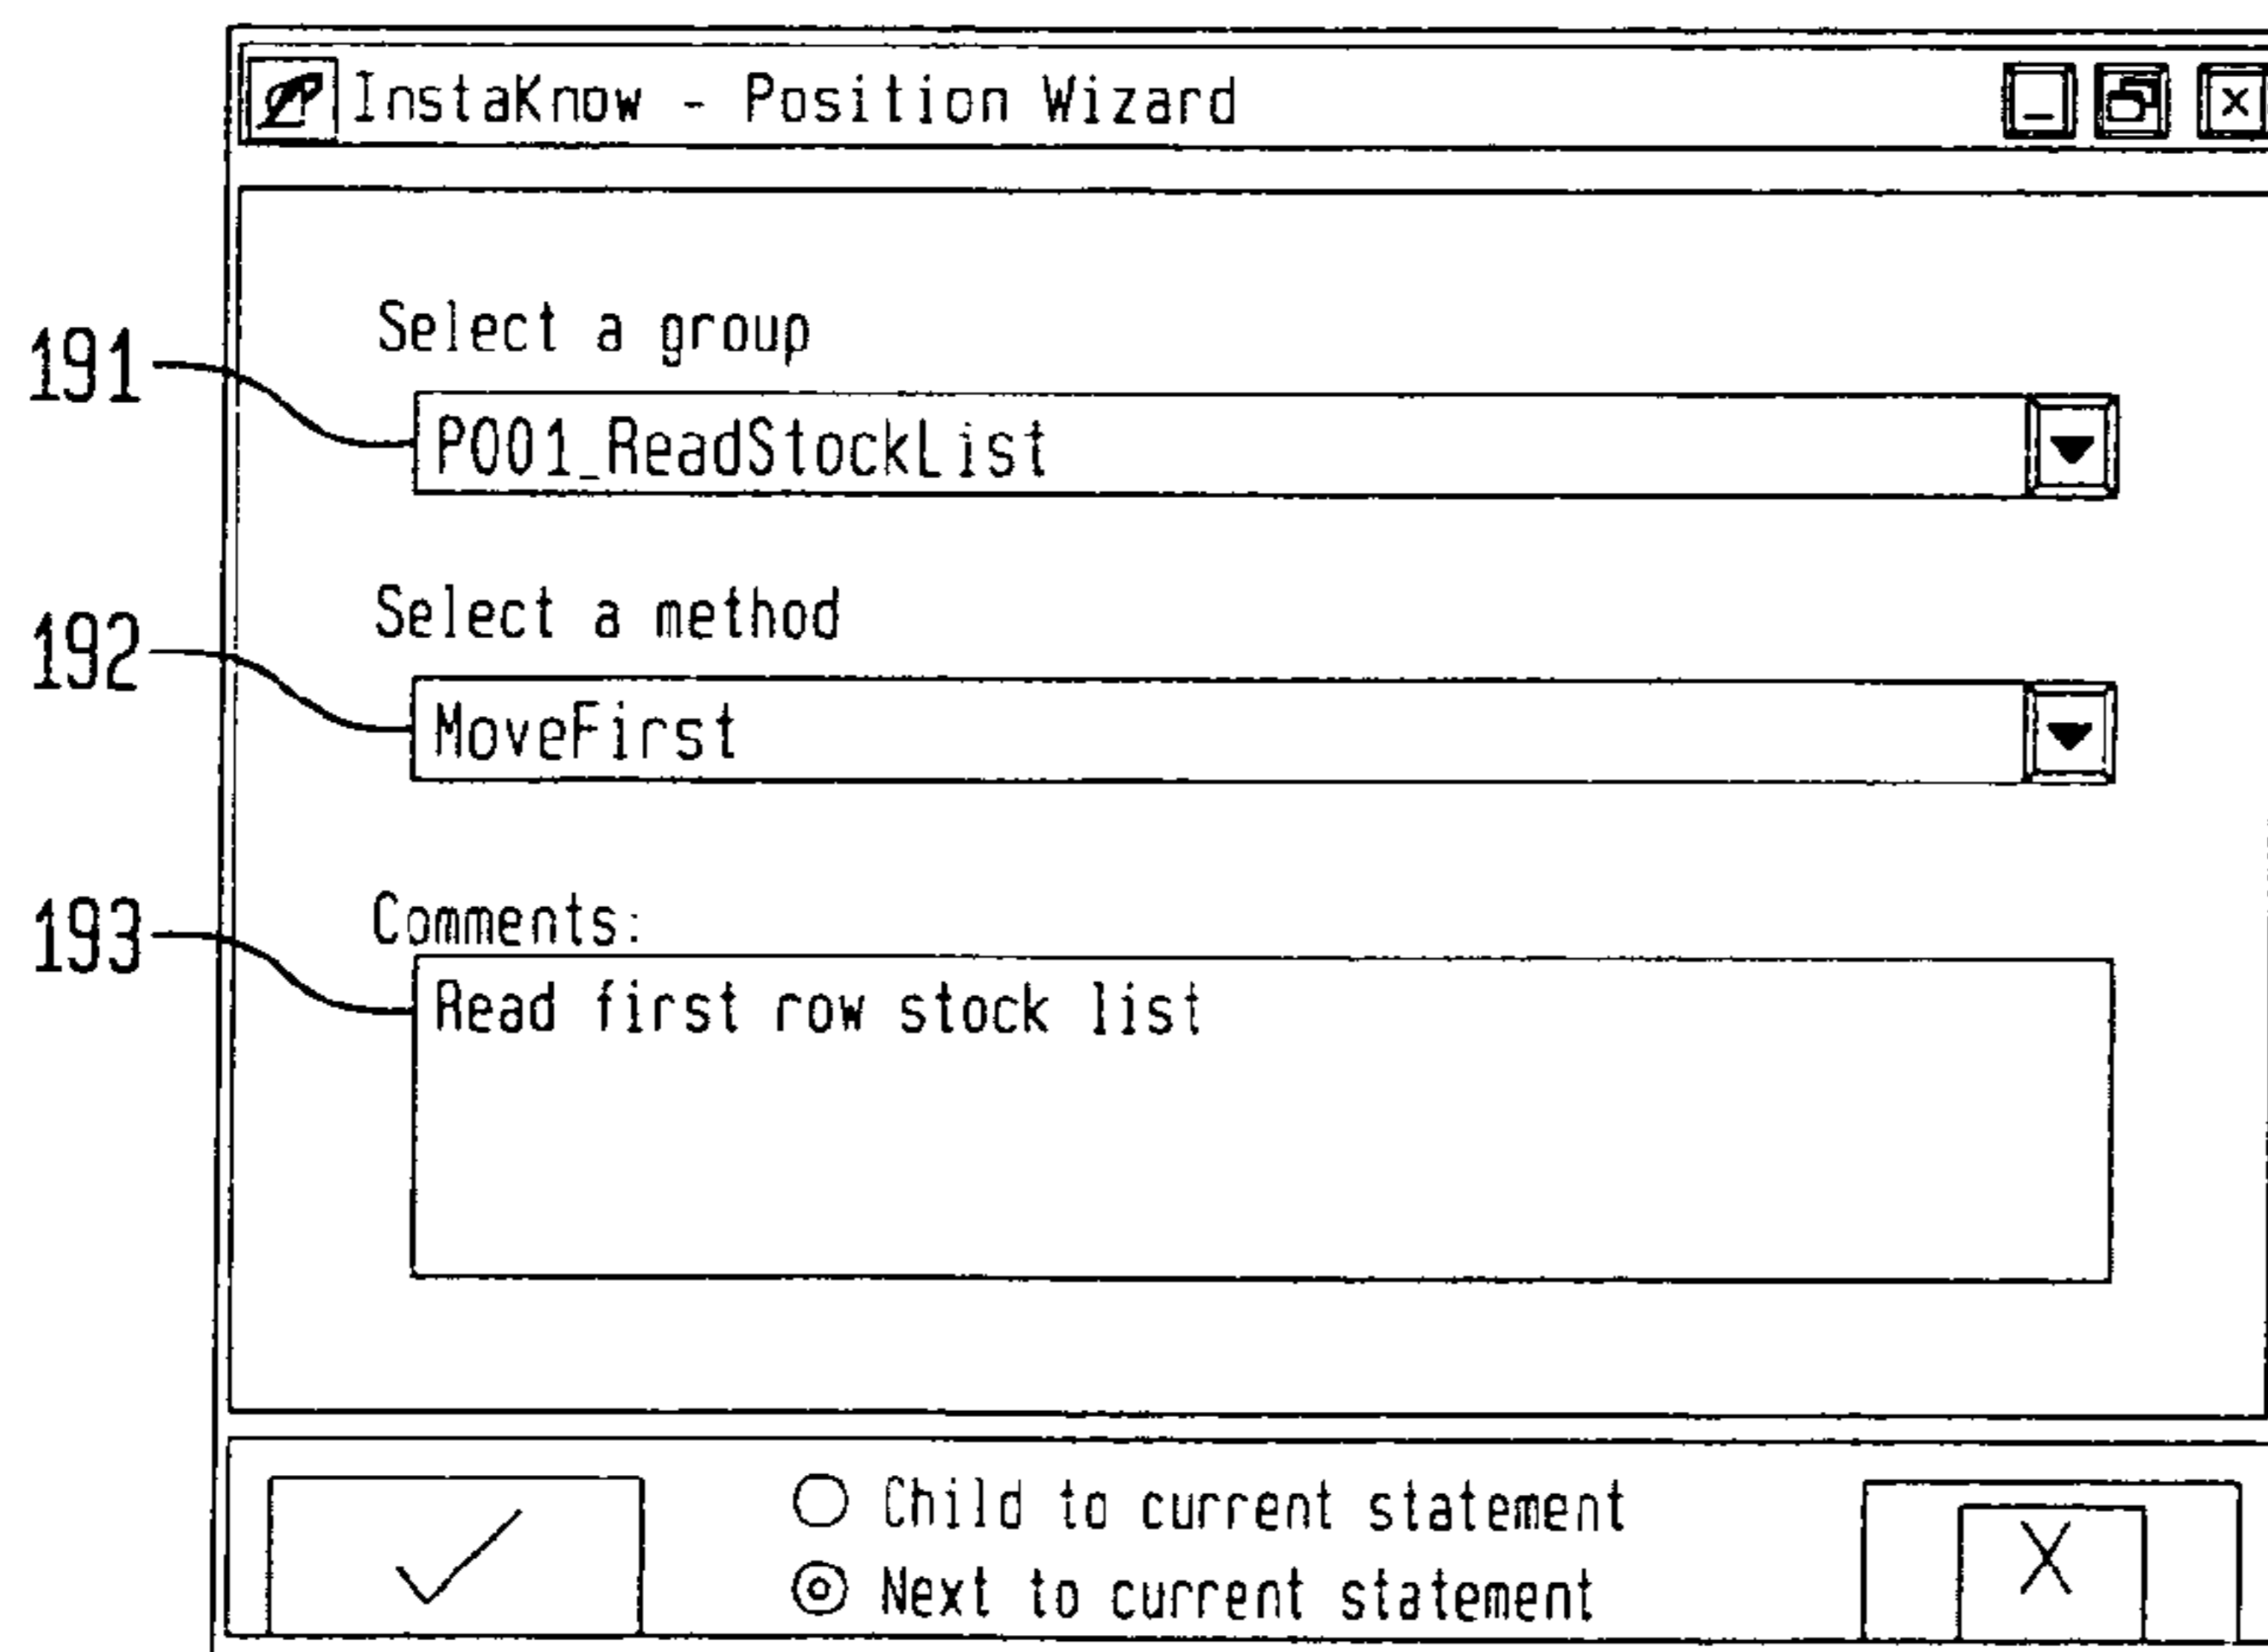 InstaKnow - Position Wizard
Select a group
191
P001_ReadStockList
Select a method
192
MoveFirst
Comments:
193
Read first row stock list
Child to current statement
Next to current statement